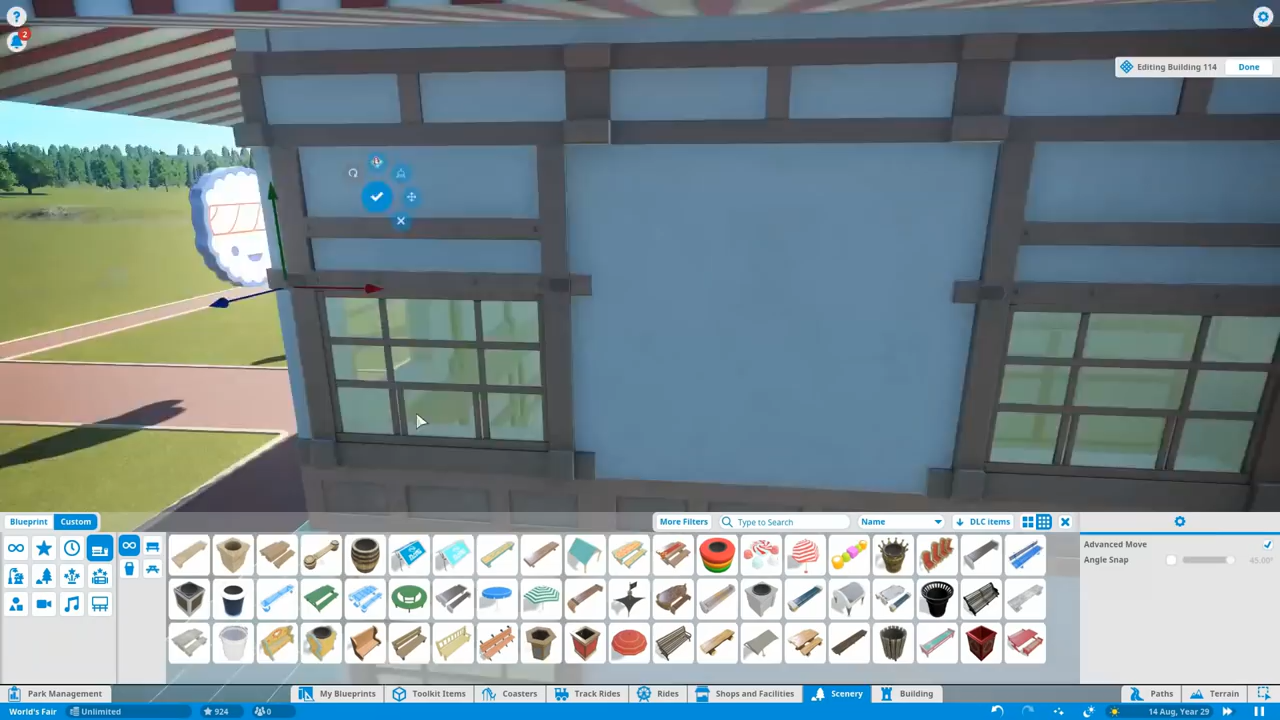 2
Editing Building 114 Done
Blueprint Custom More Filters Type to Search Name DLC items
Advanced Move
Angle Snap 45.00°
Park Management My Blueprints Toolkit Items Coasters Track Rides Rides Shops and Facilities Scenery Building Paths Terrain
World's Fair Unlimited 924 0 14 Aug, Year 29